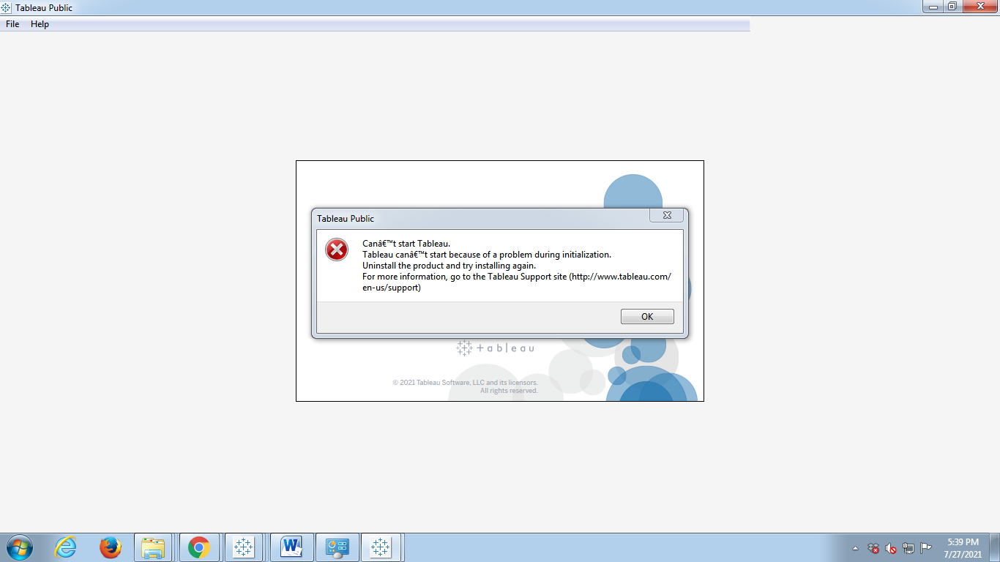 Tableau Public
File Help
Tableau Public
Canâ€™t start Tableau.
Tableau canâ€™t start because of a problem during initialization.
Uninstall the product and try installing again.
For more information, go to the Tableau Support site (http://www.tableau.com/
en-us/support)
OK
+ableau
© 2021 Tableau Software, LLC and its licensors.
All rights reserved.
5:39 PM
7/27/2021